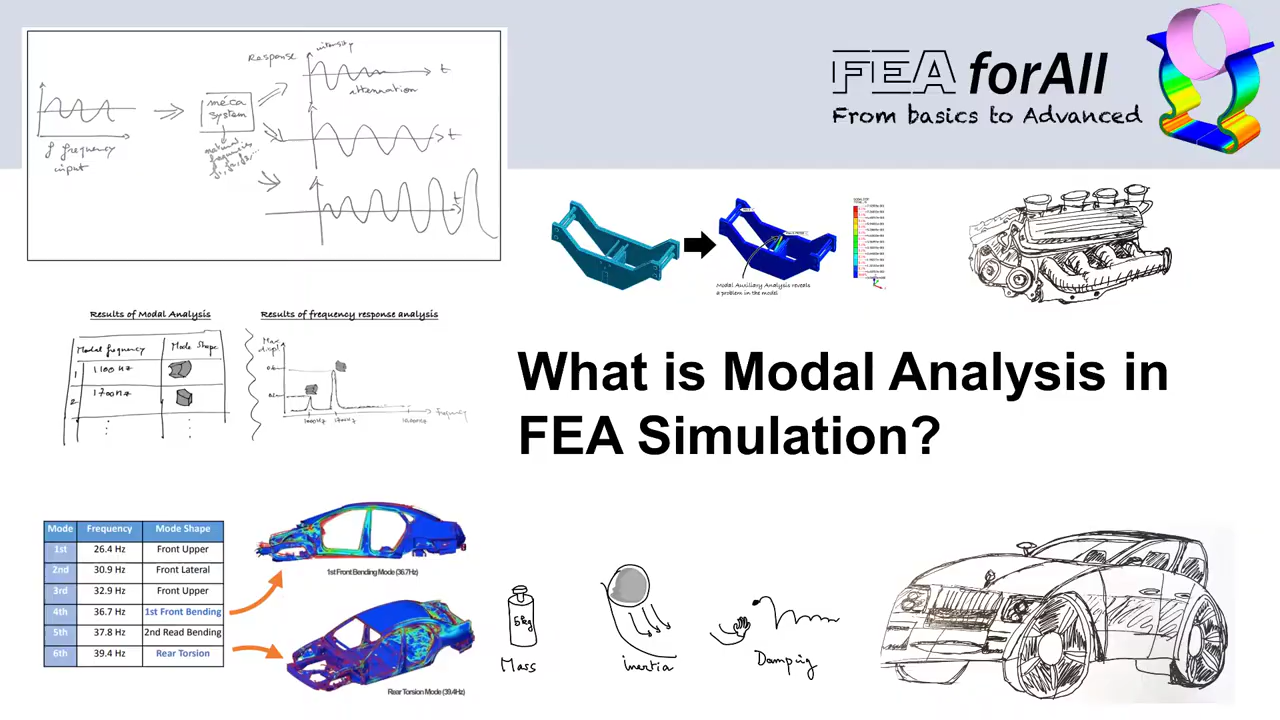 FEA forAll
From basics to Advanced
Response
intensity
t
attenuation
méca
system
t
f frequency
input
natural
frequencies
t
Modal Auxiliary Analysis reveals
a problem in the model
Results of Modal Analysis
Modal frequency Mode Shape
1 1100 Hz
2 1700 Hz
Results of frequency response analysis
Max
displ
frequency
1000Hz 1700Hz
What is Modal Analysis in
FEA Simulation?
Mode Frequency Mode Shape
1st 26.4 Hz Front Upper
2nd 30.9 Hz Front Lateral
3rd 32.9 Hz Front Upper
4th 36.7 Hz 1st Front Bending
5th 37.8 Hz 2nd Read Bending
6th 39.4 Hz Rear Torsion
1st Front Bending Mode (36.7Hz)
Rear Torsion Mode (39.4Hz)
5kg
Mass
inertia
Damping